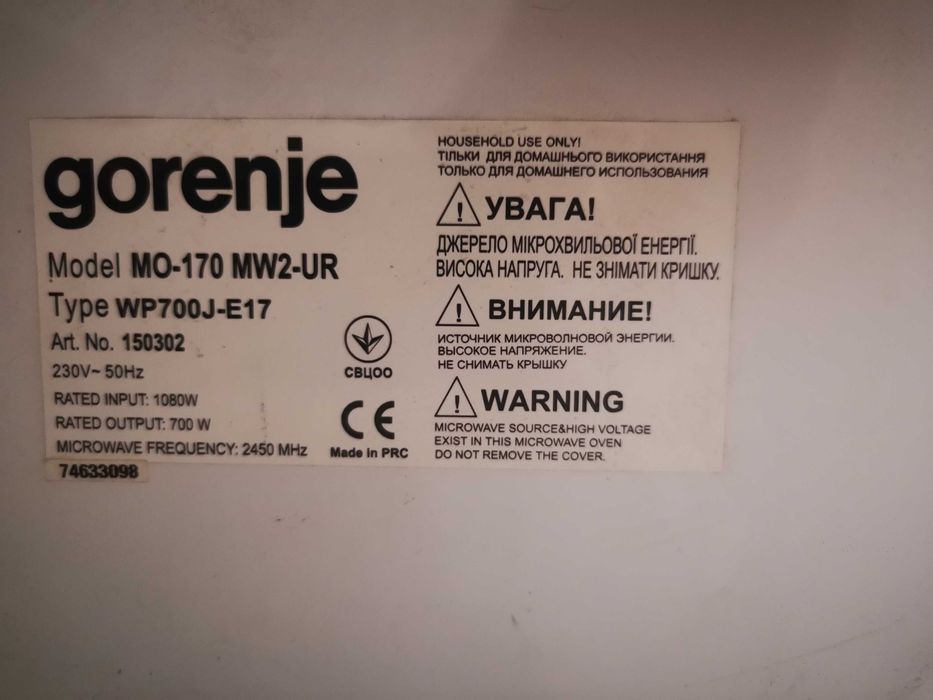 gorenje
Model MO-170 MW2-UR
Type WP700J-E17
Art. No. 150302
230V~ 50Hz
RATED INPUT: 1080W
RATED OUTPUT: 700 W
MICROWAVE FREQUENCY: 2450 MHz
74633098
СВЦОО
CE
Made in PRC
HOUSEHOLD USE ONLY!
ТІЛЬКИ ДЛЯ ДОМАШНЬОГО ВИКОРИСТАННЯ
ТОЛЬКО ДЛЯ ДОМАШНЕГО ИСПОЛЬЗОВАНИЯ
УВАГА!
ДЖЕРЕЛО МІКРОХВИЛЬОВОЇ ЕНЕРГІЇ.
ВИСОКА НАПРУГА. НЕ ЗНІМАТИ КРИШКУ.
ВНИМАНИЕ!
ИСТОЧНИК МИКРОВОЛНОВОЙ ЭНЕРГИИ.
ВЫСОКОЕ НАПРЯЖЕНИЕ.
НЕ СНИМАТЬ КРЫШКУ
WARNING
MICROWAVE SOURCE&HIGH VOLTAGE
EXIST IN THIS MICROWAVE OVEN
DO NOT REMOVE THE COVER.